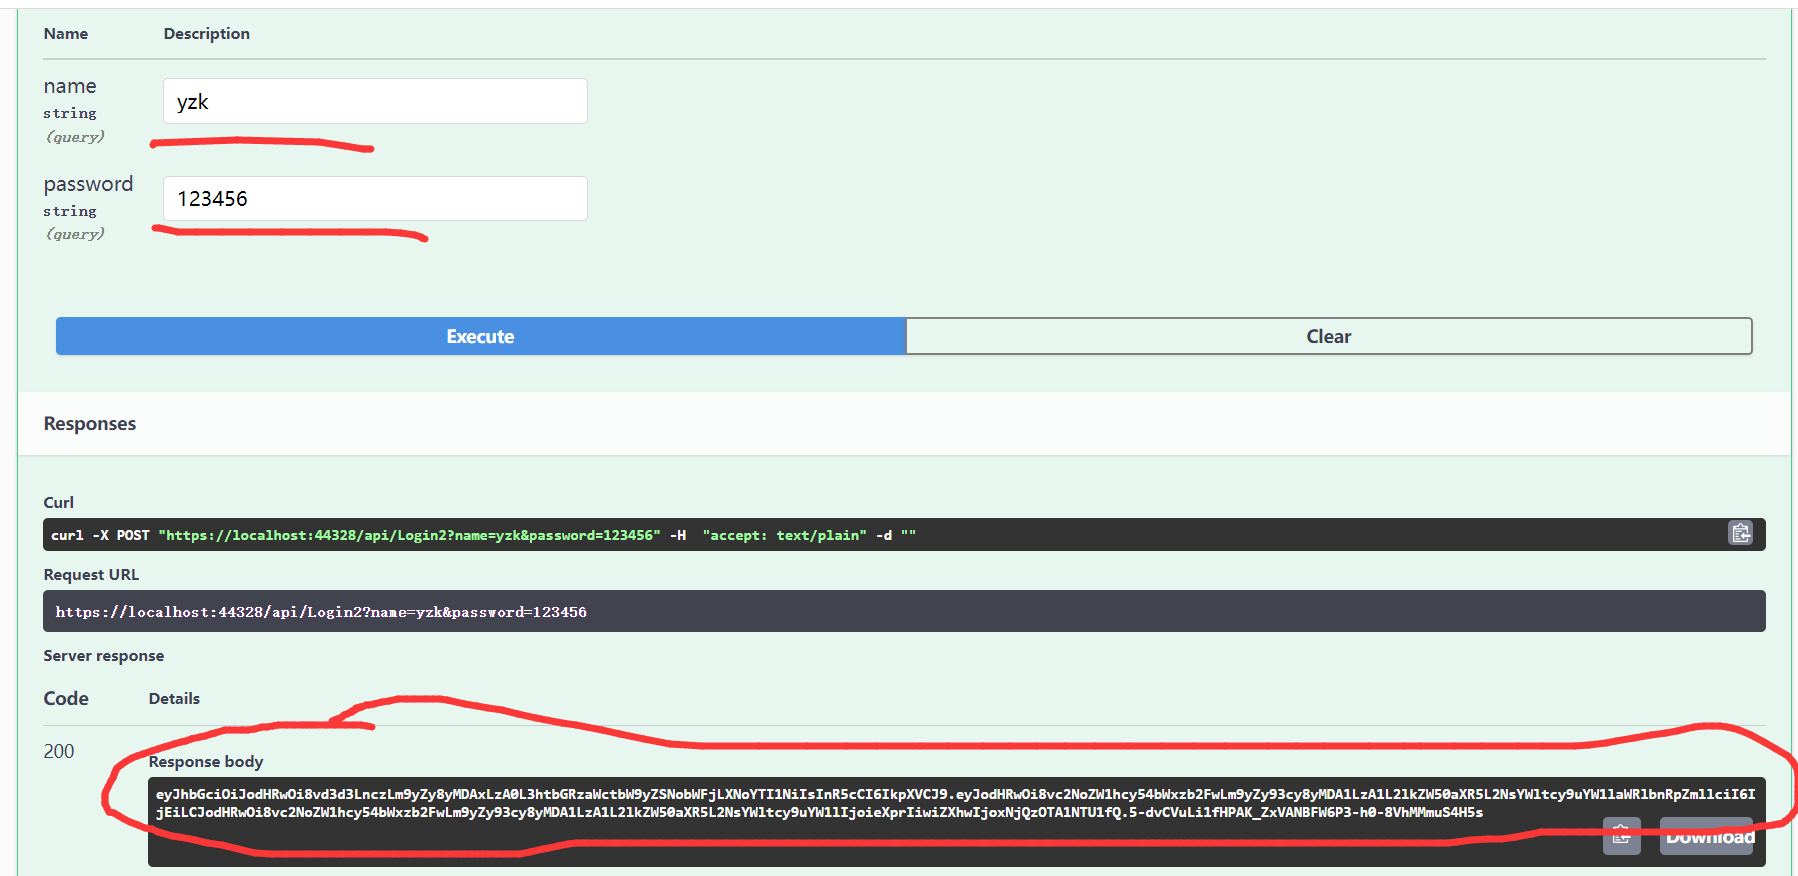 Name Description
name yzk
string
(query)
password 123456
string
(query)
Execute Clear
Responses
Curl
curl -X POST "https://localhost:44328/api/Login2?name=yzk&password=123456" -H  "accept: text/plain" -d ""
Request URL
https://localhost:44328/api/Login2?name=yzk&password=123456
Server response
Code Details
200
Response body
eyJhbGciOiJodHRwOi8vd3d3LnczLm9yZy8yMDAxLzA0L3htbGRzaWctbW9yZSNobWFjLXNoYTI1NiIsInR5cCI6IkpXVCJ9.eyJodHRwOi8vc2NoZW1hcy54bWxzb2FwLm9yZy93cy8yMDA1LzA1L2lkZW50aXR5L2NsYWltcy9uYW1laWRlbnRpZmllciI6I
jEiLCJodHRwOi8vc2NoZW1hcy54bWxzb2FwLm9yZy93cy8yMDA1LzA1L2lkZW50aXR5L2NsYWltcy9uYW1lIjoieXprIiwiZXhwIjoxNjQzOTA1NTU1fQ.5-dvCVuLi1fHPAK_ZxVANBFW6P3-h0-8VhMMmuS4H5s
Download